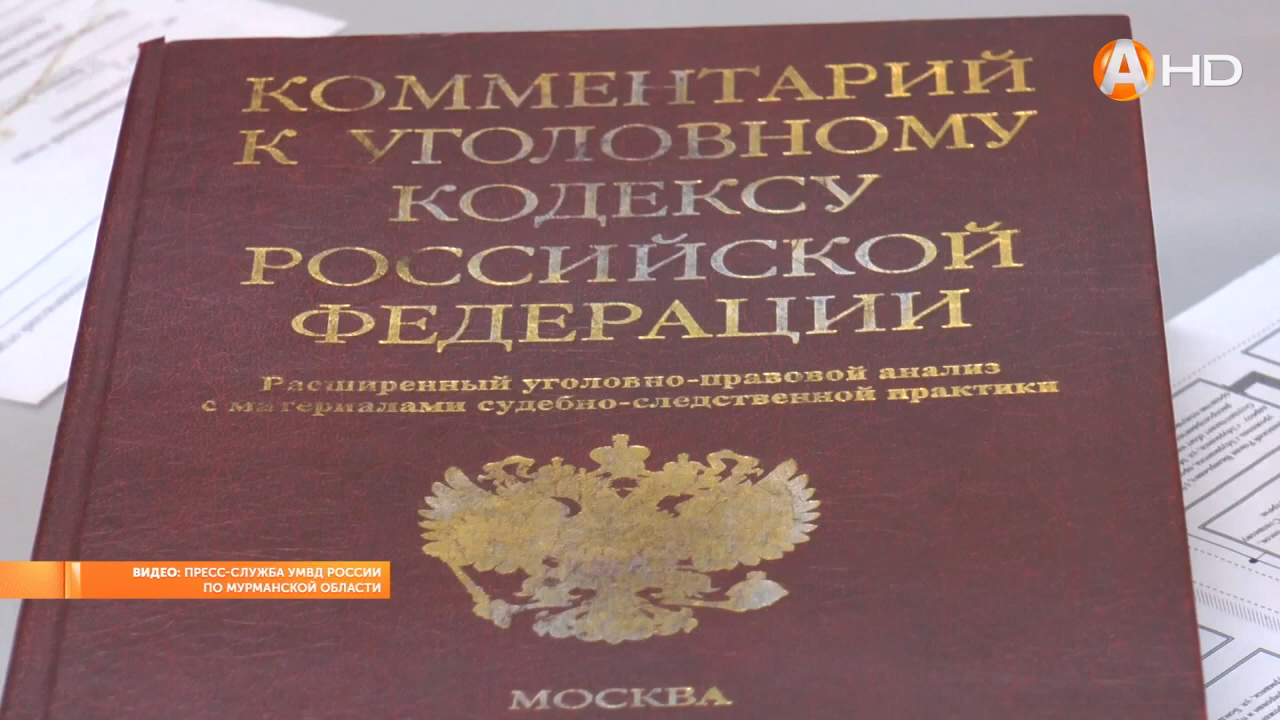 КОММЕНТАРИЙ
К УГОЛОВНОМУ
КОДЕКСУ
РОССИЙСКОЙ
ФЕДЕРАЦИИ
Расширенный уголовно-правовой анализ
с материалами судебно-следственной практики
МОСКВА
А HD
ВИДЕО: ПРЕСС-СЛУЖБА УМВД РОССИИ
ПО МУРМАНСКОЙ ОБЛАСТИ